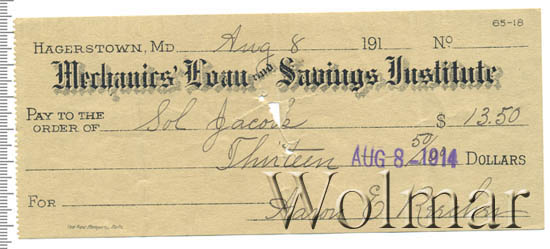 65-18
HAGERSTOWN, MD. Aug 8 191 No
Mechanics' Loan and Savings Institute
PAY TO THE ORDER OF Sol Jacobs $ 13.50
Thirteen 50/ DOLLARS
AUG 8-1914
FOR Aaron E.
Wolmar